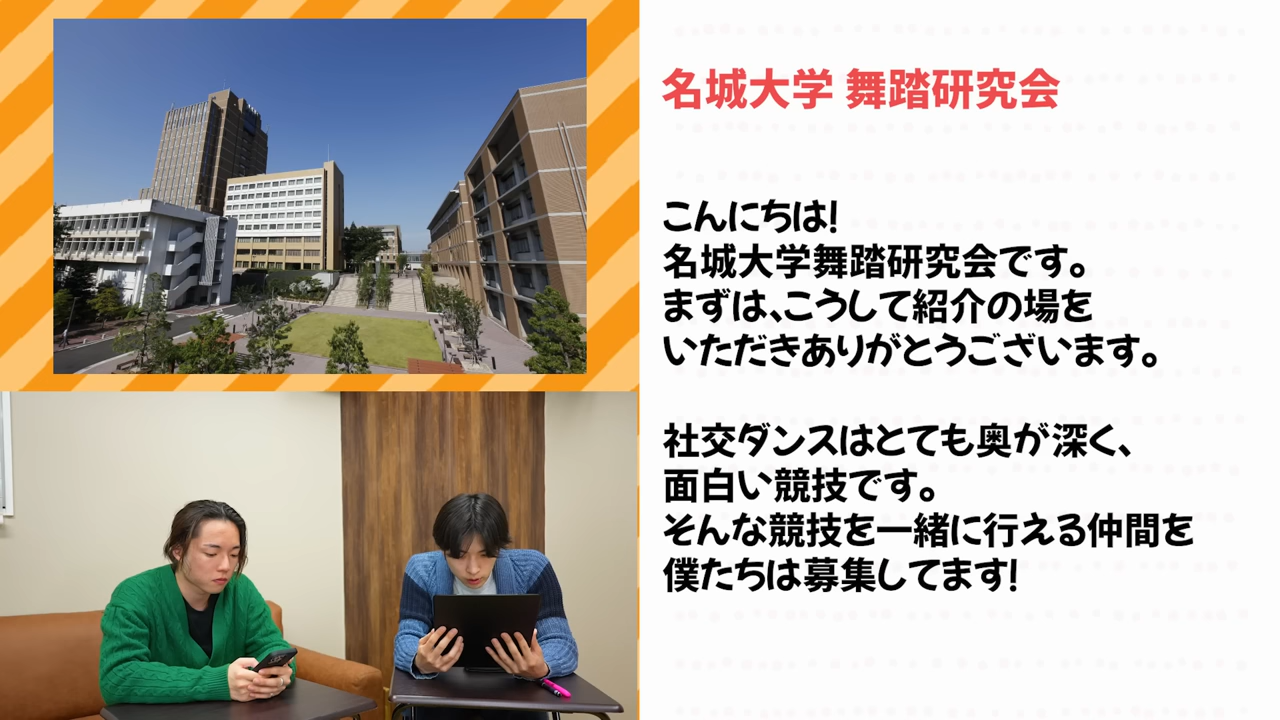 名城大学 舞踏研究会
こんにちは!
名城大学舞踏研究会です。
まずは、こうして紹介の場を
いただきありがとうございます。
社交ダンスはとても奥が深く、
面白い競技です。
そんな競技を一緒に行える仲間を
僕たちは募集してます!